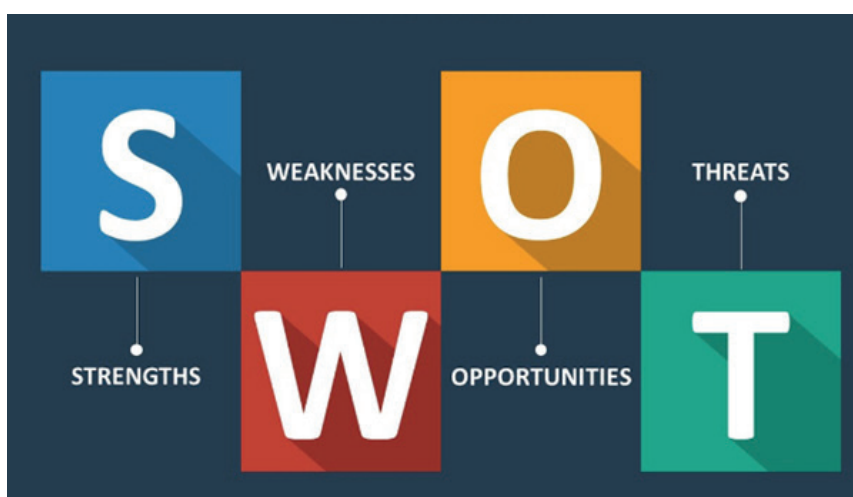 S
STRENGTHS
WEAKNESSES
W
O
OPPORTUNITIES
THREATS
T